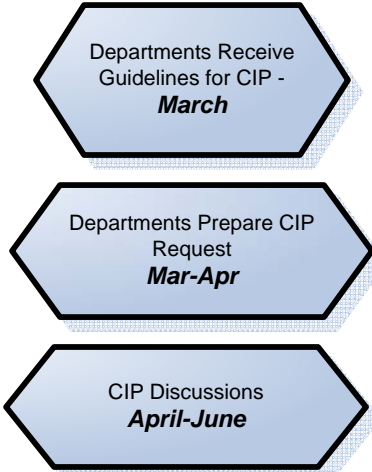 Departments Receive
Guidelines for CIP -
March
Departments Prepare CIP
Request
Mar-Apr
CIP Discussions
April-June